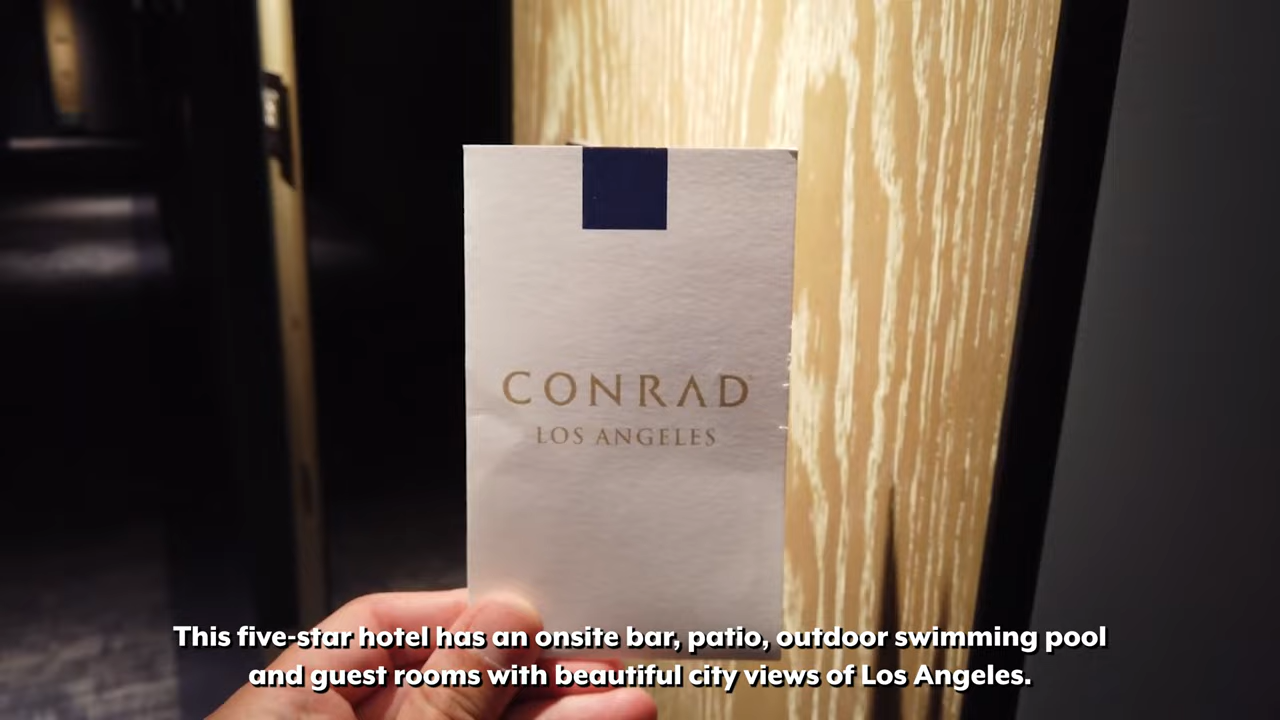 CONRAD
LOS ANGELES
This five-star hotel has an onsite bar, patio, outdoor swimming pool
and guest rooms with beautiful city views of Los Angeles.